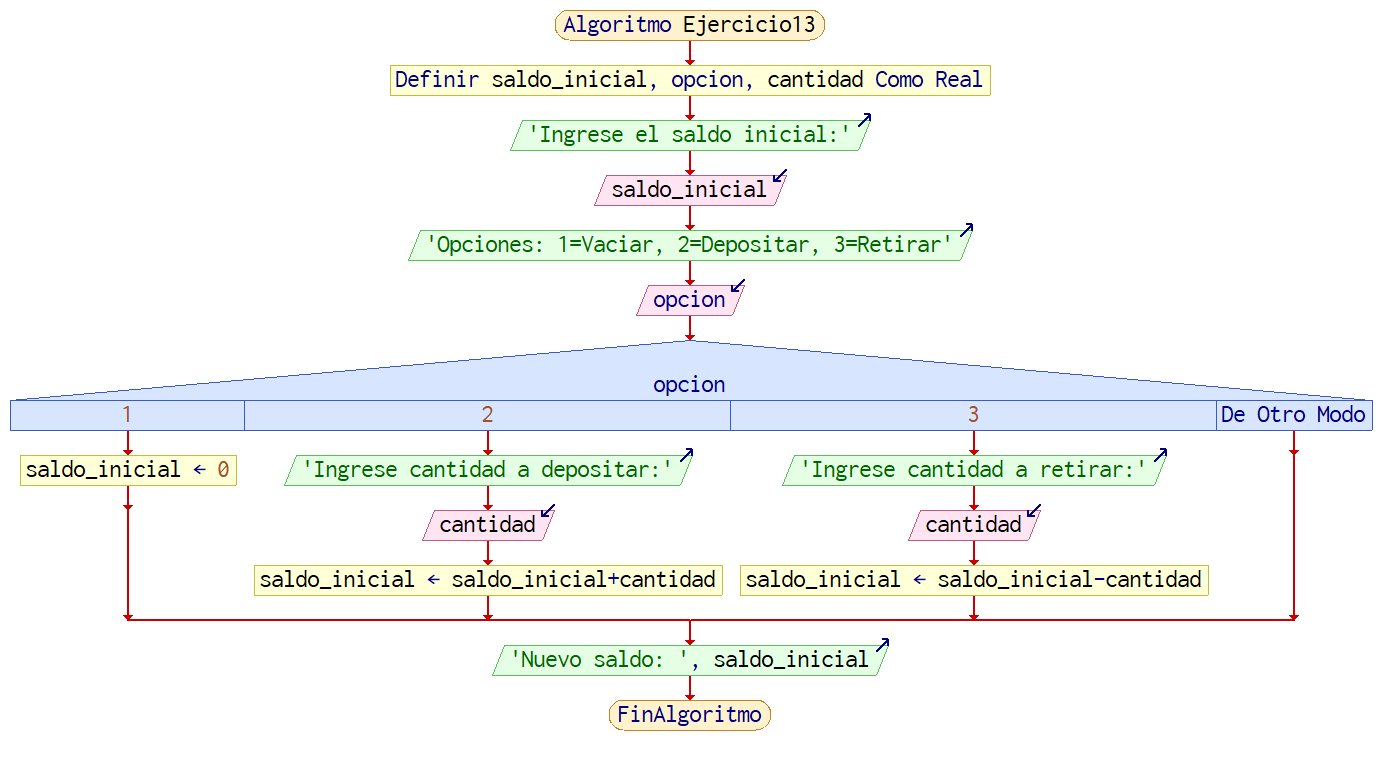 Algoritmo Ejercicio13
Definir saldo_inicial, opcion, cantidad Como Real
'Ingrese el saldo inicial:'
saldo_inicial
'Opciones: 1=Vaciar, 2=Depositar, 3=Retirar'
opcion
opcion
1 2 3 De Otro Modo
saldo_inicial ← 0
'Ingrese cantidad a depositar:'
cantidad
saldo_inicial ← saldo_inicial+cantidad
'Ingrese cantidad a retirar:'
cantidad
saldo_inicial ← saldo_inicial-cantidad
'Nuevo saldo: ', saldo_inicial
FinAlgoritmo